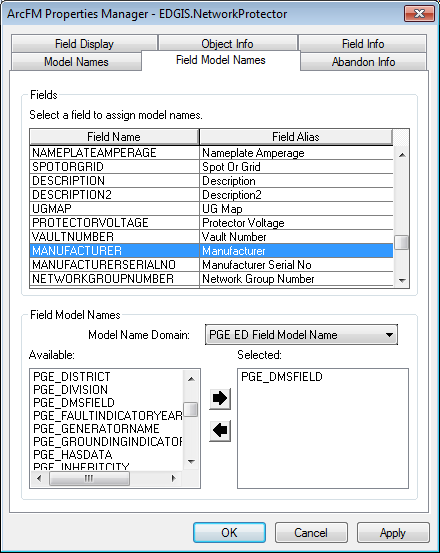 ArcFM Properties Manager - EDGIS.NetworkProtector
Field Display Object Info Field Info
Model Names Field Model Names Abandon Info
Fields
Select a field to assign model names.
Field Name Field Alias
NAMEPLATEAMPERAGE Nameplate Amperage
SPOTORGRID Spot Or Grid
DESCRIPTION Description
DESCRIPTION2 Description2
UGMAP UG Map
PROTECTORVOLTAGE Protector Voltage
VAULTNUMBER Vault Number
MANUFACTURER Manufacturer
MANUFACTURERSERIALNO Manufacturer Serial No
NETWORKGROUPNUMBER Network Group Number
Field Model Names
Model Name Domain: PGE ED Field Model Name
Available: Selected:
PGE_DISTRICT PGE_DMSFIELD
PGE_DIVISION
PGE_DMSFIELD
PGE_FAULTINDICATORYEAR
PGE_GENERATORNAME
PGE_GROUNDINGINDICATOR
PGE_HASDATA
PGE_INHERITCITY
OK Cancel Apply